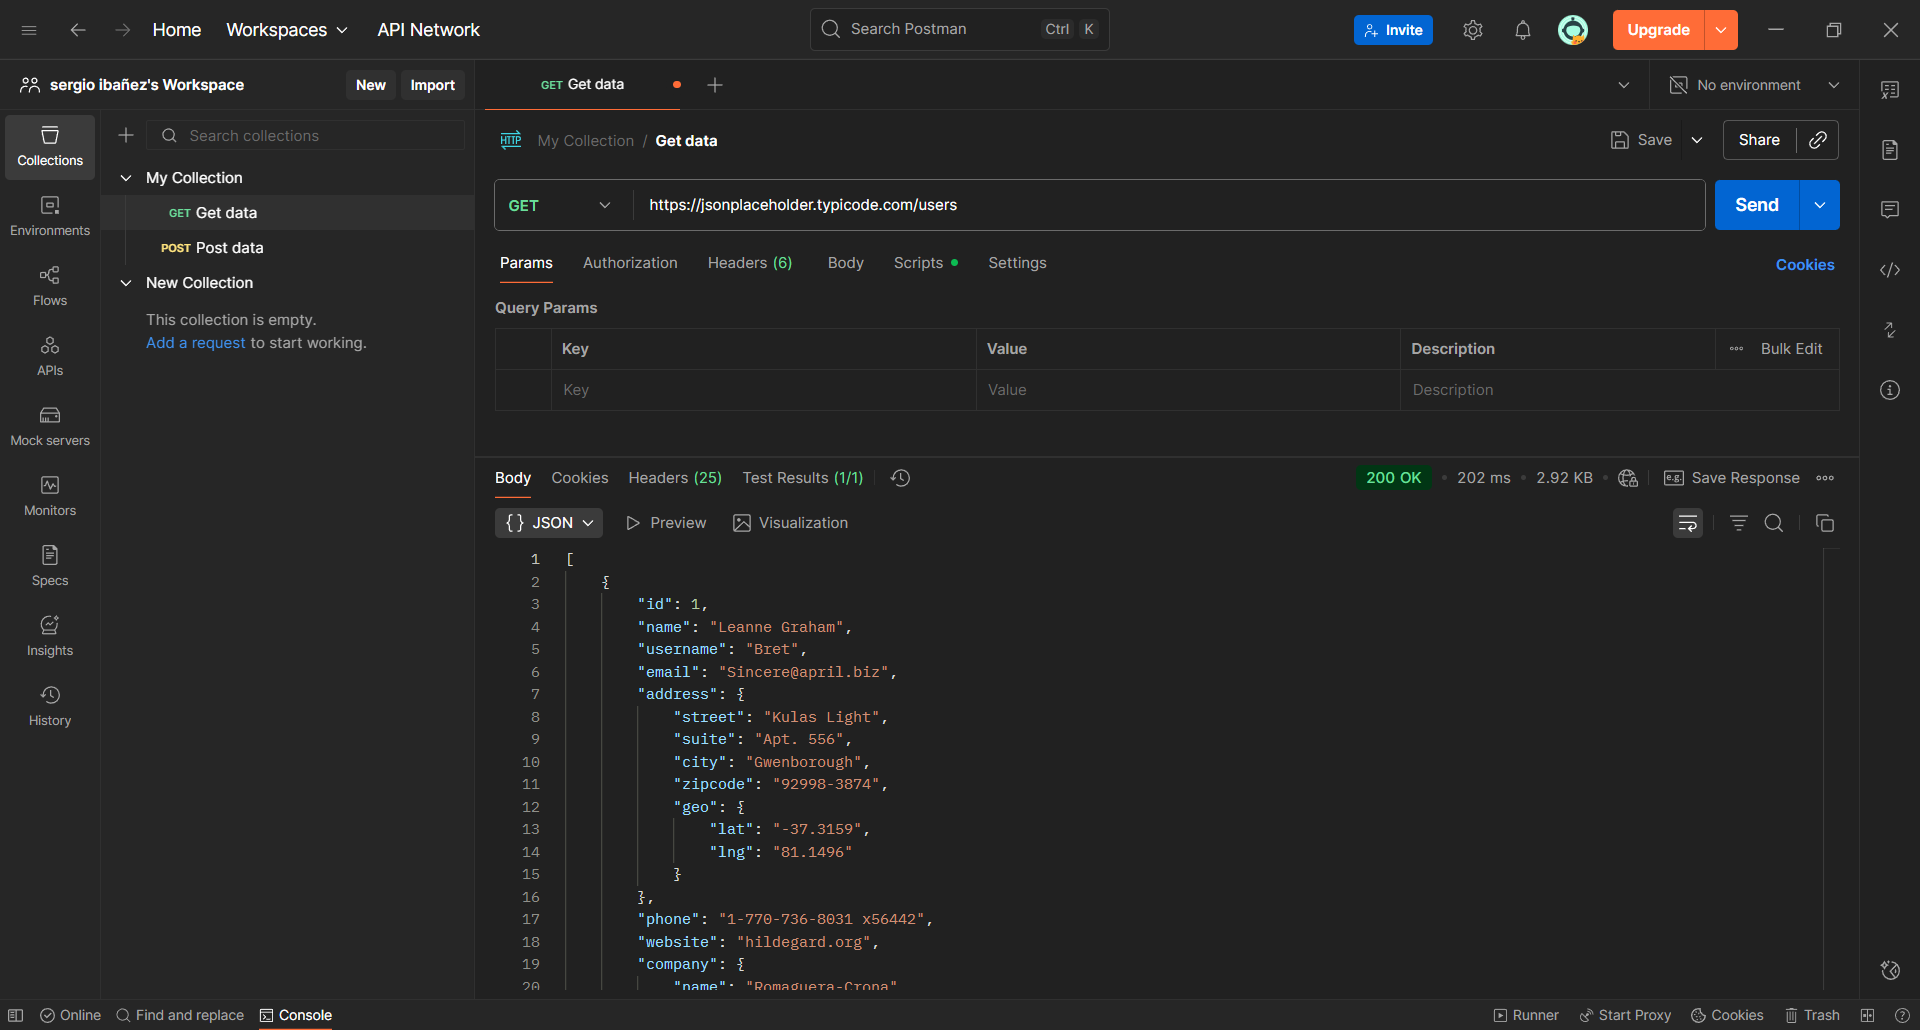 Home Workspaces API Network Search Postman Ctrl K Invite Upgrade
sergio ibañez's Workspace New Import GET Get data No environment
Collections
Search collections
HTTP My Collection / Get data Save Share
My Collection
GET Get data
POST Post data
New Collection
This collection is empty.
Add a request to start working.
Environments
Flows
APIs
Mock servers
Monitors
Specs
Insights
History
GET https://jsonplaceholder.typicode.com/users Send
Params Authorization Headers (6) Body Scripts Settings Cookies
Query Params
Key Value Description Bulk Edit
Key Value Description
Body Cookies Headers (25) Test Results (1/1) 200 OK • 202 ms • 2.92 KB • e.g. Save Response
{} JSON Preview Visualization
1 [
2 {
3 "id": 1,
4 "name": "Leanne Graham",
5 "username": "Bret",
6 "email": "Sincere@april.biz",
7 "address": {
8 "street": "Kulas Light",
9 "suite": "Apt. 556",
10 "city": "Gwenborough",
11 "zipcode": "92998-3874",
12 "geo": {
13 "lat": "-37.3159",
14 "lng": "81.1496"
15 }
16 },
17 "phone": "1-770-736-8031 x56442",
18 "website": "hildegard.org",
19 "company": {
20 "name": "Romaguera-Crona"
Online Find and replace Console Runner Start Proxy Cookies Trash